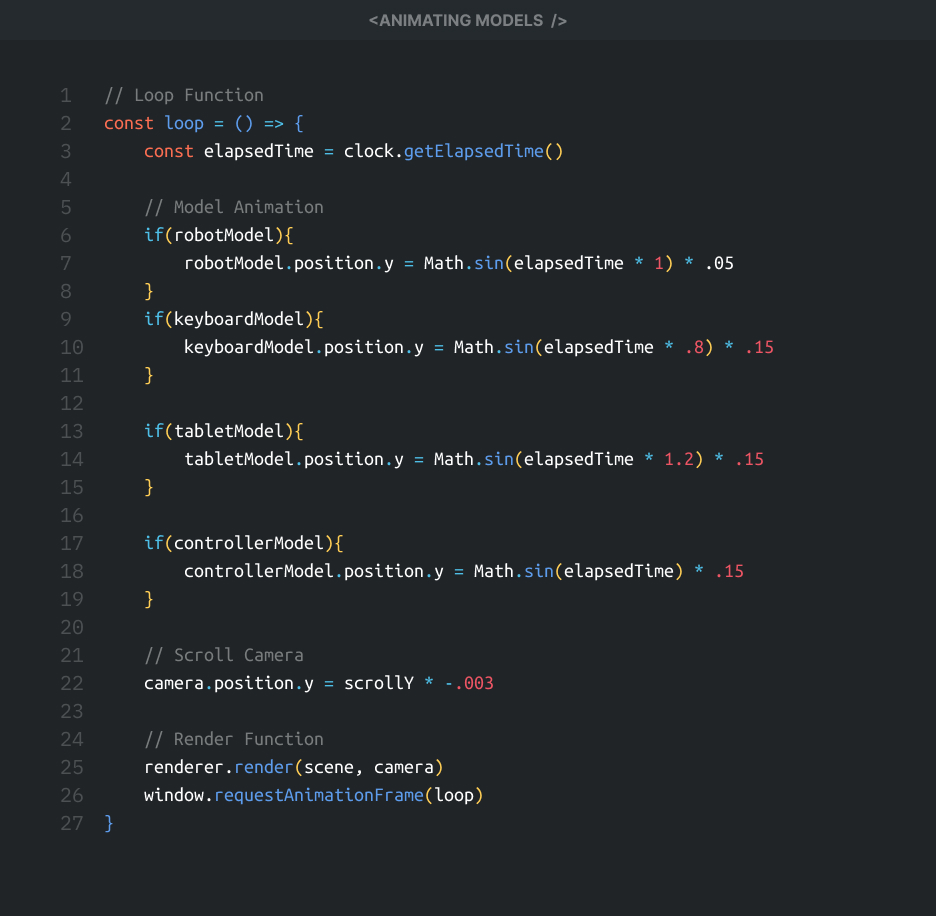 <ANIMATING MODELS />
1 // Loop Function
2 const loop = () => {
3     const elapsedTime = clock.getElapsedTime()
4
5     // Model Animation
6     if(robotModel){
7         robotModel.position.y = Math.sin(elapsedTime * 1) * .05
8     }
9     if(keyboardModel){
10         keyboardModel.position.y = Math.sin(elapsedTime * .8) * .15
11     }
12
13     if(tabletModel){
14         tabletModel.position.y = Math.sin(elapsedTime * 1.2) * .15
15     }
16
17     if(controllerModel){
18         controllerModel.position.y = Math.sin(elapsedTime) * .15
19     }
20
21     // Scroll Camera
22     camera.position.y = scrollY * -.003
23
24     // Render Function
25     renderer.render(scene, camera)
26     window.requestAnimationFrame(loop)
27 }